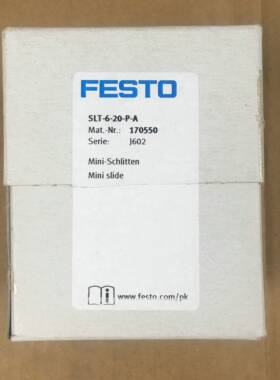 FESTO
SLT-6-20-P-A
Mat.-Nr.: 170550
Serie: J602
Mini-Schlitten
Mini slide
www.festo.com/pk